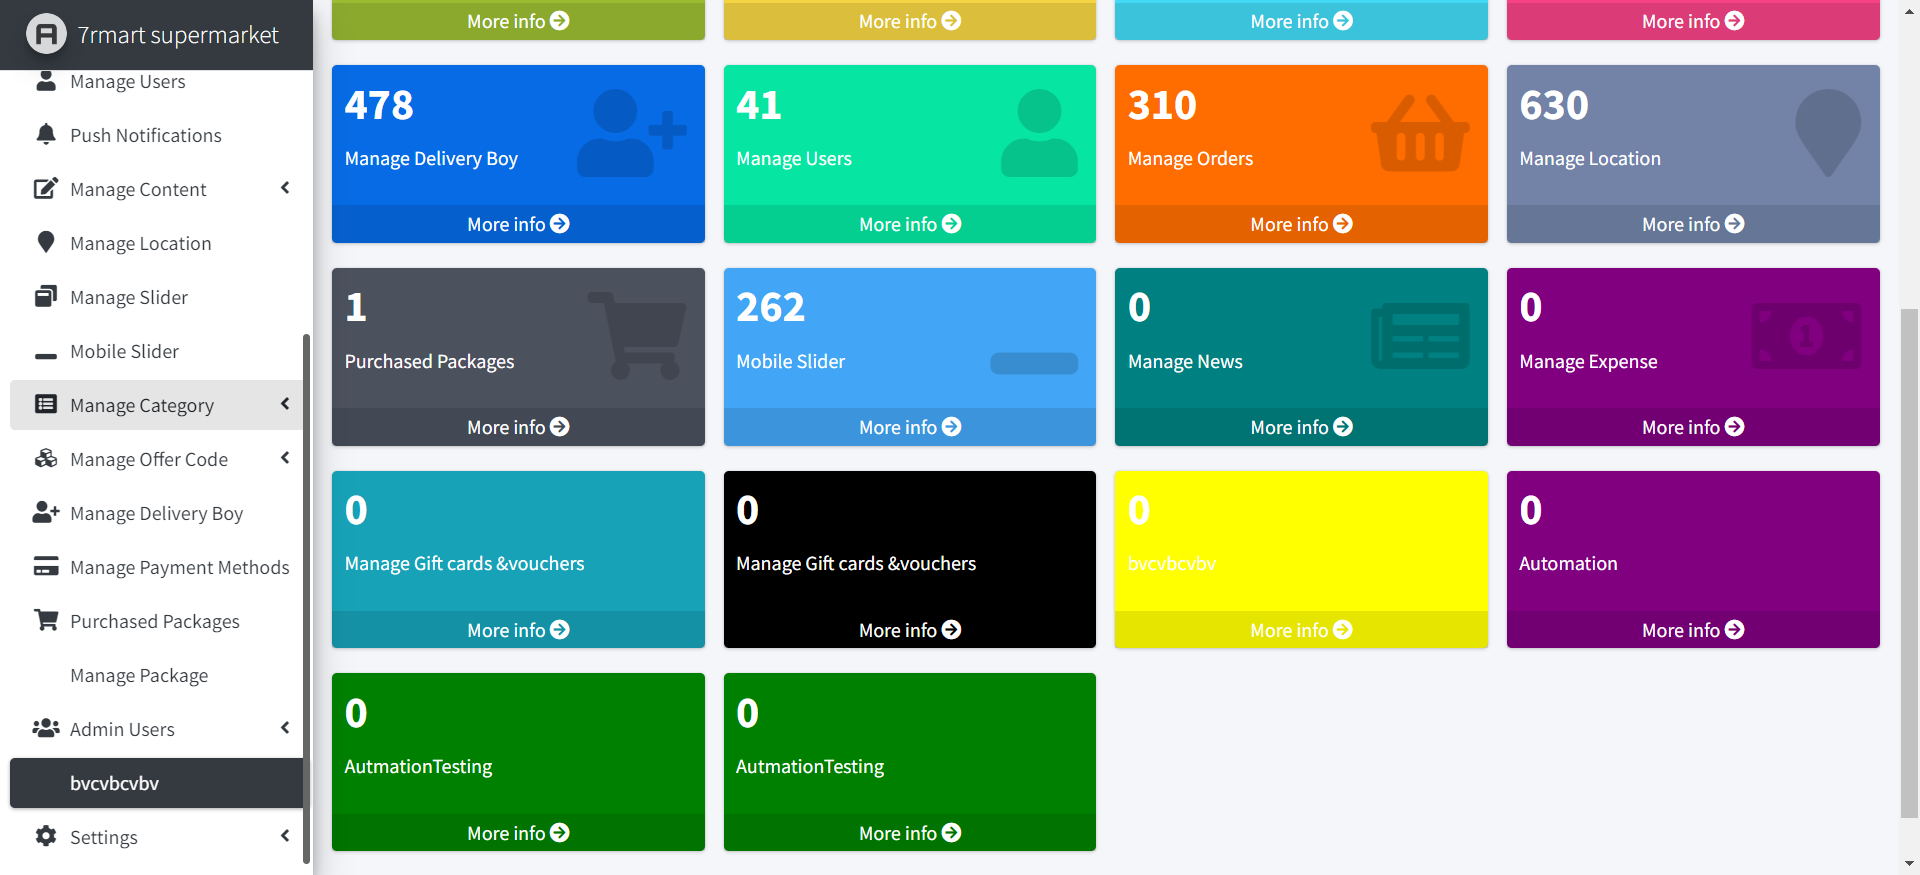 7rmart supermarket
Manage Users
Push Notifications
Manage Content
Manage Location
Manage Slider
Mobile Slider
Manage Category
Manage Offer Code
Manage Delivery Boy
Manage Payment Methods
Purchased Packages
Manage Package
Admin Users
bvcvbcvbv
Settings
More info
More info
More info
More info
478
Manage Delivery Boy
More info
41
Manage Users
More info
310
Manage Orders
More info
630
Manage Location
More info
1
Purchased Packages
More info
262
Mobile Slider
More info
0
Manage News
More info
0
Manage Expense
More info
0
Manage Gift cards &vouchers
More info
0
Manage Gift cards &vouchers
More info
0
bvcvbcvbv
More info
0
Automation
More info
0
AutmationTesting
More info
0
AutmationTesting
More info